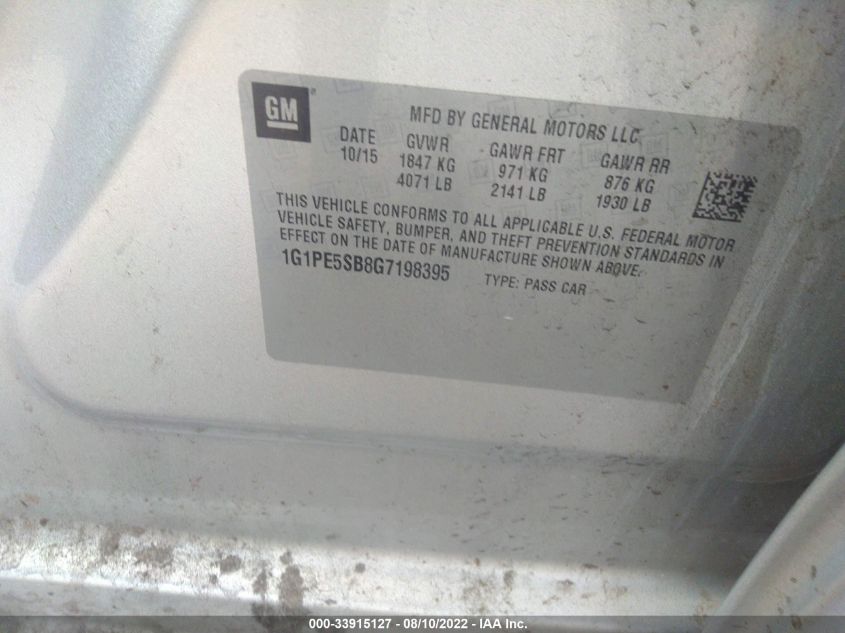 GM
MFD BY GENERAL MOTORS LLC
DATE GVWR GAWR FRT GAWR RR
10/15 1847 KG 971 KG 876 KG
4071 LB 2141 LB 1930 LB
THIS VEHICLE CONFORMS TO ALL APPLICABLE U.S. FEDERAL MOTOR
VEHICLE SAFETY, BUMPER, AND THEFT PREVENTION STANDARDS IN
EFFECT ON THE DATE OF MANUFACTURE SHOWN ABOVE.
1G1PE5SB8G7198395 TYPE: PASS CAR
000-33915127 - 08/10/2022 - IAA Inc.